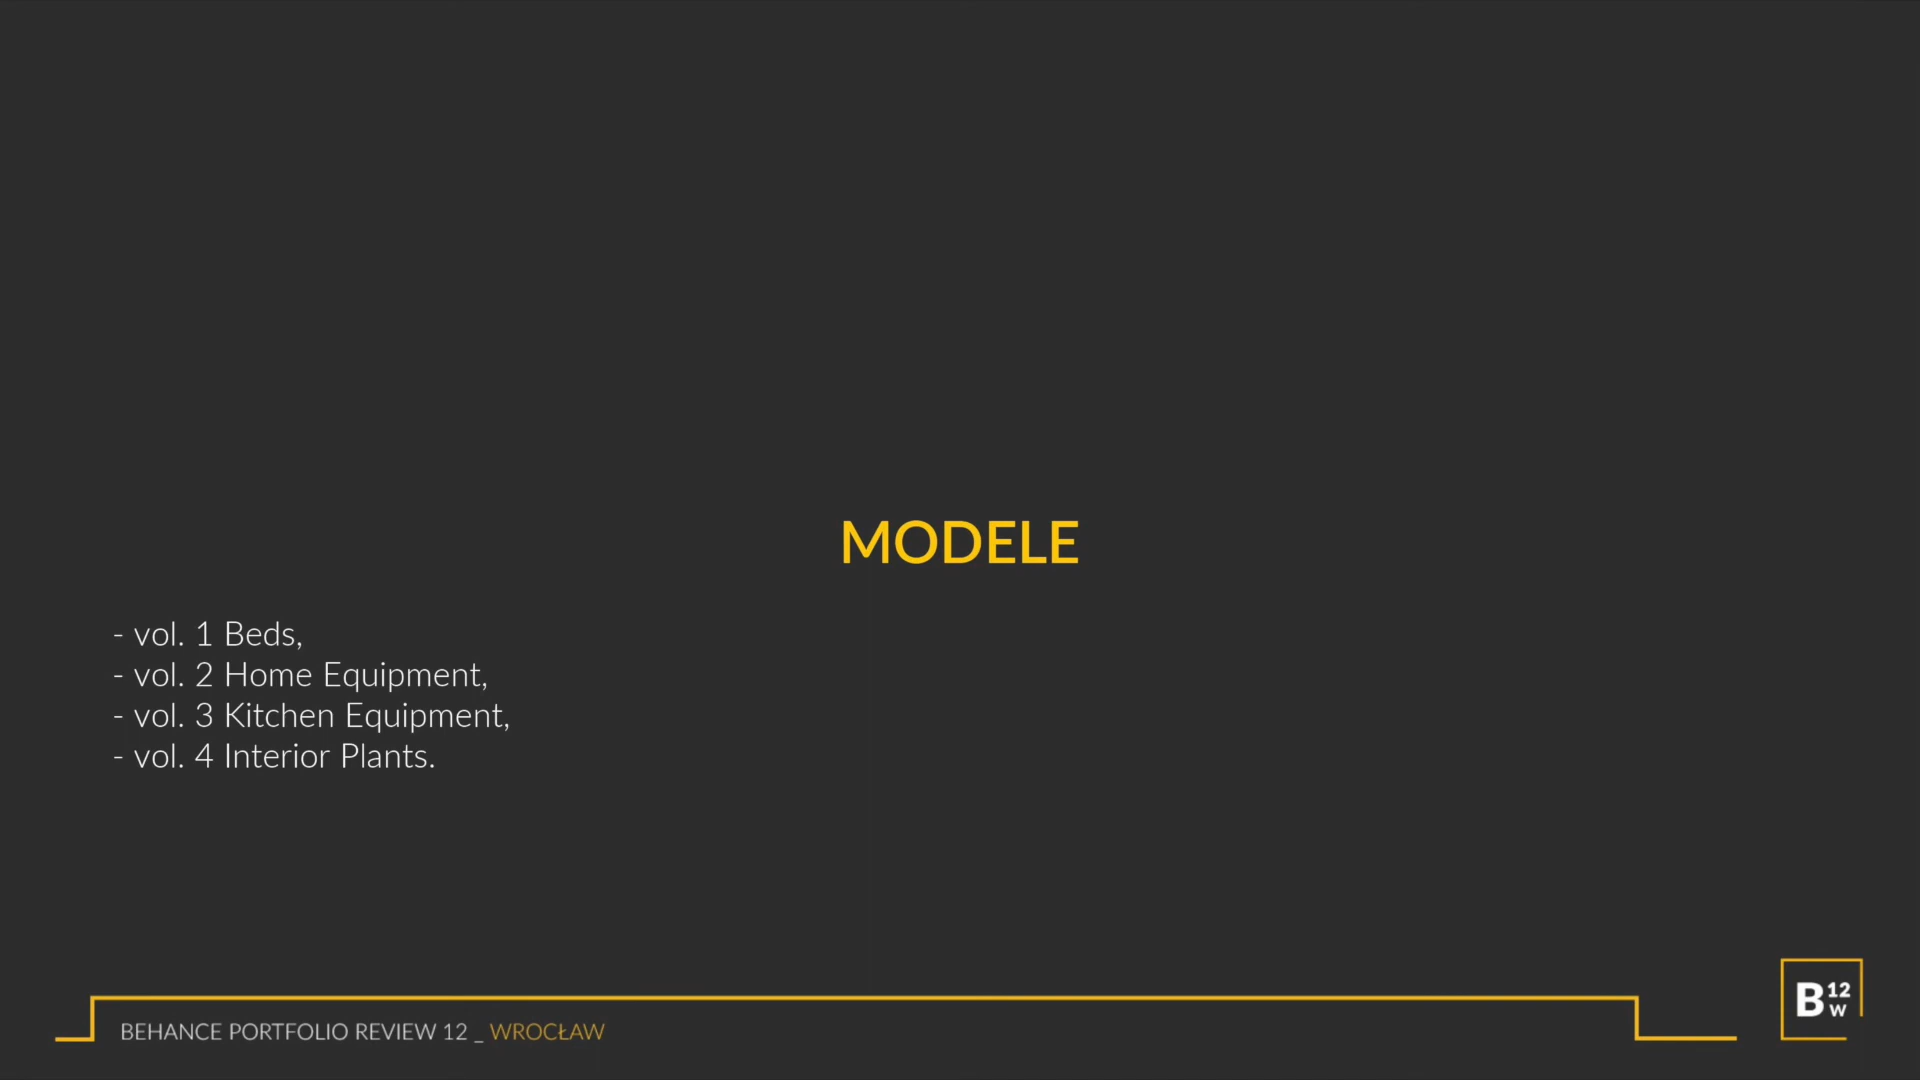 MODELE
- vol. 1 Beds,
- vol. 2 Home Equipment,
- vol. 3 Kitchen Equipment,
- vol. 4 Interior Plants.
BEHANCE PORTFOLIO REVIEW 12 _ WROCŁAW
B 12
W